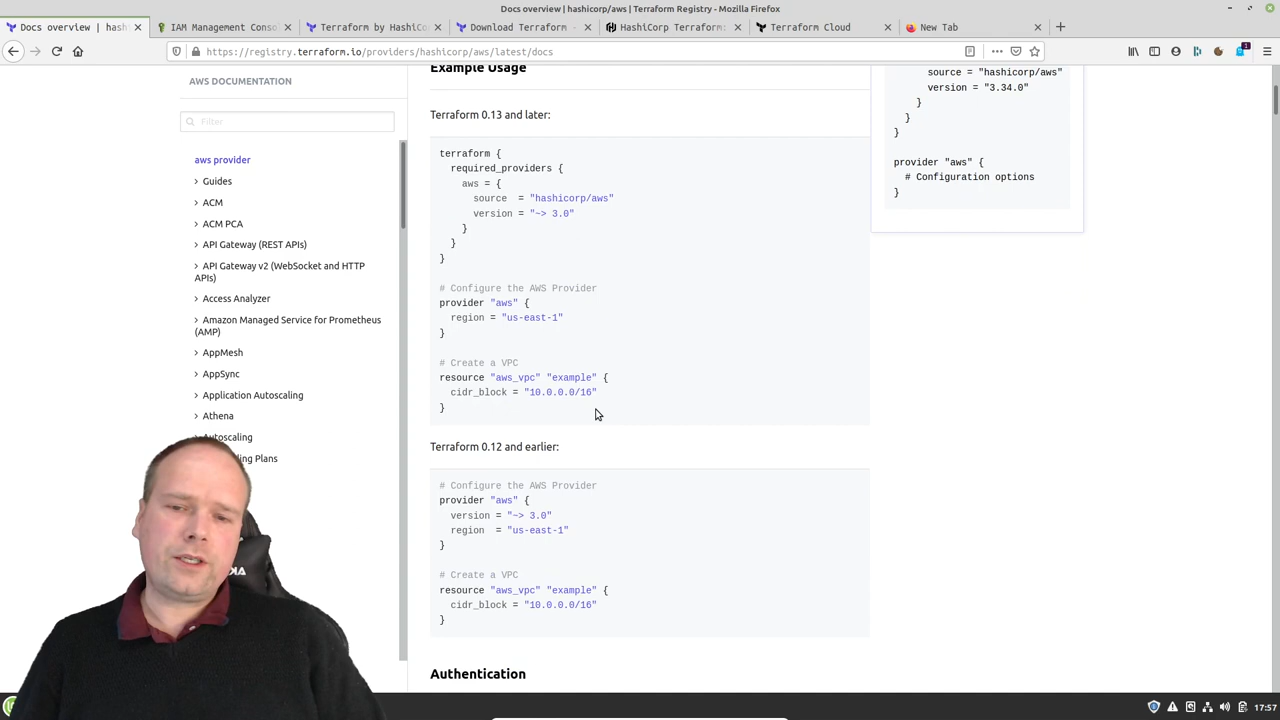 Docs overview | hashicorp/aws | Terraform Registry - Mozilla Firefox
Docs overview | hash
IAM Management Conso
Terraform by HashiCo
Download Terraform
HashiCorp Terraform:
Terraform Cloud
New Tab
https://registry.terraform.io/providers/hashicorp/aws/latest/docs
AWS DOCUMENTATION
Filter
aws provider
Guides
ACM
ACM PCA
API Gateway (REST APIs)
API Gateway v2 (WebSocket and HTTP
APIs)
Access Analyzer
Amazon Managed Service for Prometheus
(AMP)
AppMesh
AppSync
Application Autoscaling
Athena
Autoscaling
Plans
Example Usage
Terraform 0.13 and later:
terraform {
required_providers {
aws = {
source = "hashicorp/aws"
version = "~> 3.0"
}
}
}
# Configure the AWS Provider
provider "aws" {
region = "us-east-1"
}
# Create a VPC
resource "aws_vpc" "example" {
cidr_block = "10.0.0.0/16"
}
Terraform 0.12 and earlier:
# Configure the AWS Provider
provider "aws" {
version = "~> 3.0"
region = "us-east-1"
}
# Create a VPC
resource "aws_vpc" "example" {
cidr_block = "10.0.0.0/16"
}
Authentication
source = "hashicorp/aws"
version = "3.34.0"
}
}
}
provider "aws" {
# Configuration options
}
17:57